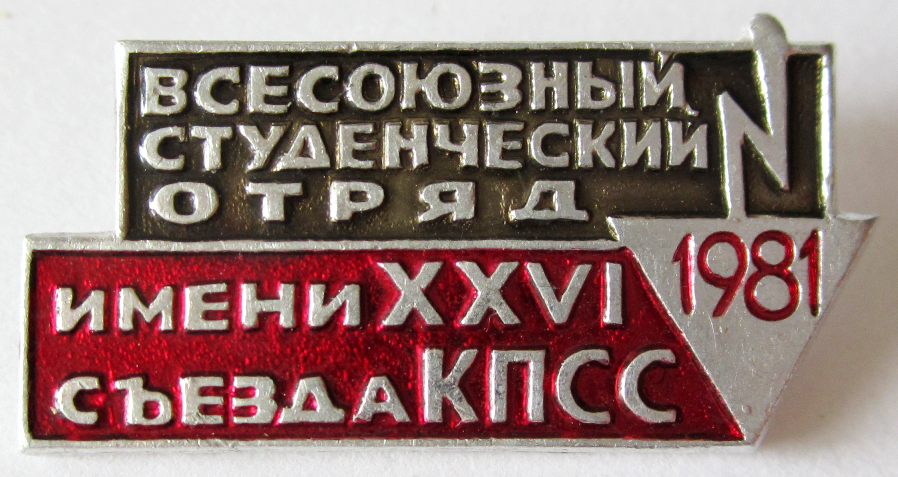 ВСЕСОЮЗНЫЙ
СТУДЕНЧЕСКИЙ
ОТРЯД
1981
ИМЕНИ XXVI
СЪЕЗДА КПСС